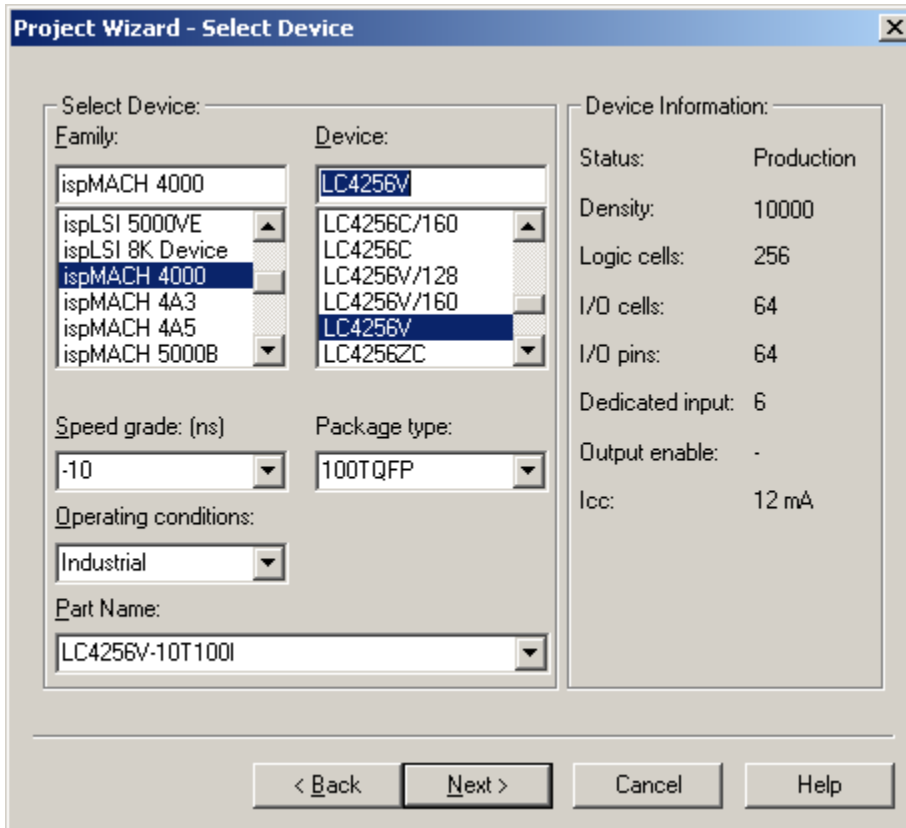 Project Wizard - Select Device
Select Device:
Family:
Device:
ispMACH 4000
LC4256V
ispLSI 5000VE
ispLSI 8K Device
ispMACH 4000
ispMACH 4A3
ispMACH 4A5
ispMACH 5000B
LC4256C/160
LC4256C
LC4256V/128
LC4256V/160
LC4256V
LC4256ZC
Speed grade: (ns)
Package type:
-10
100TQFP
Operating conditions:
Industrial
Part Name:
LC4256V-10T100I
Device Information:
Status: Production
Density: 10000
Logic cells: 256
I/O cells: 64
I/O pins: 64
Dedicated input: 6
Output enable: -
Icc: 12 mA
< Back
Next >
Cancel
Help